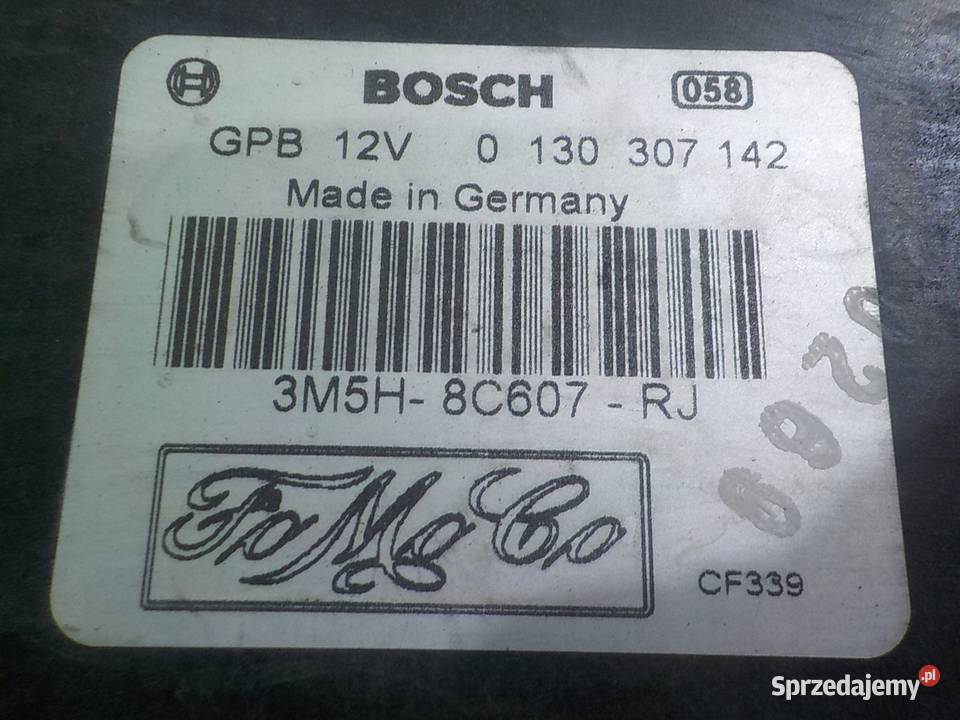 BOSCH 058
GPB 12V 0 130 307 142
Made in Germany
3M5H- 8C607 - RJ
FoMoCo
CF339
Sprzedajemy.pl